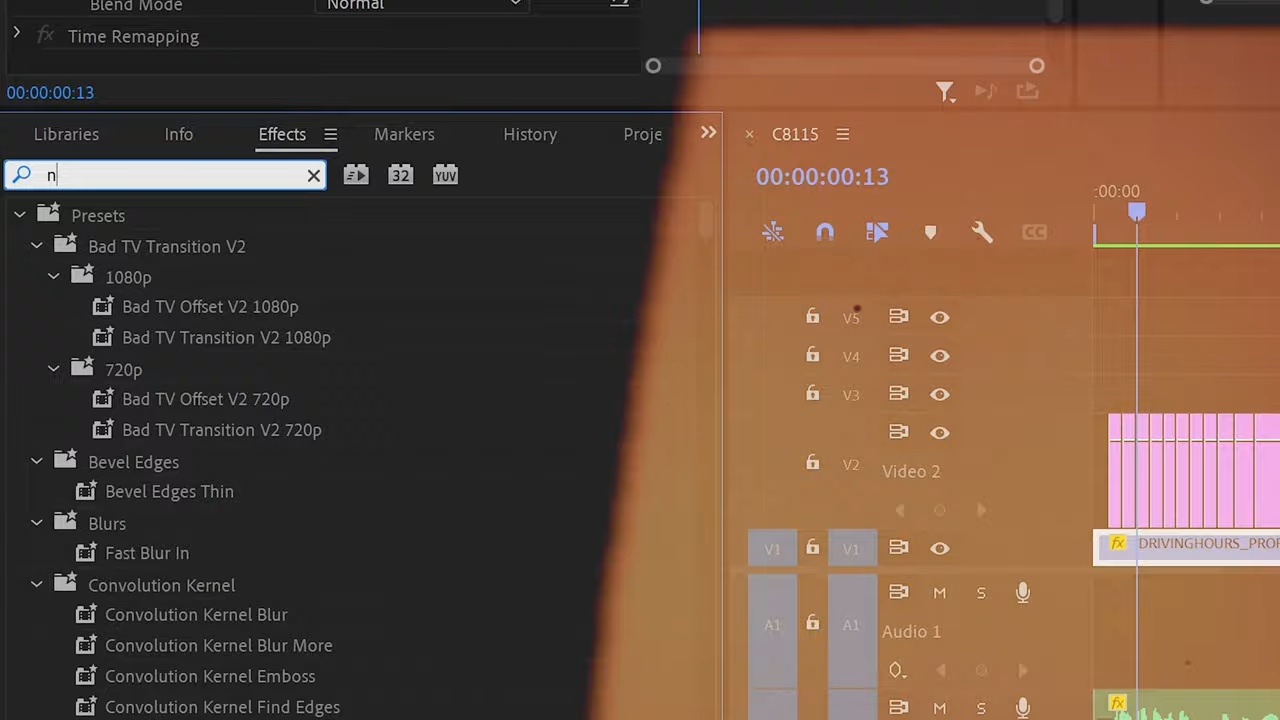 Blend Mode
Normal
fx Time Remapping
00:00:00:13
Libraries Info Effects Markers History Proje
n
32 YUV
Presets
Bad TV Transition V2
1080p
Bad TV Offset V2 1080p
Bad TV Transition V2 1080p
720p
Bad TV Offset V2 720p
Bad TV Transition V2 720p
Bevel Edges
Bevel Edges Thin
Blurs
Fast Blur In
Convolution Kernel
Convolution Kernel Blur
Convolution Kernel Blur More
Convolution Kernel Emboss
Convolution Kernel Find Edges
C8115
00:00:00:13
:00:00
CC
V5
V4
V3
V2 Video 2
V1 V1
fx DRIVINGHOURS_PROF
M S
A1 A1 Audio 1
fx
M S